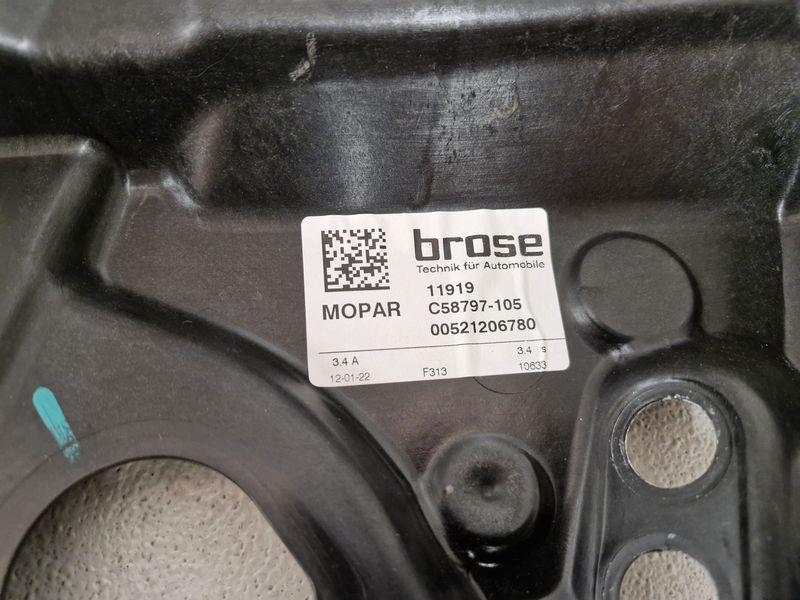 brose
Technik für Automobile
11919
MOPAR C58797-105
00521206780
3.4 A 3.4 s
12-01-22 F313 10633